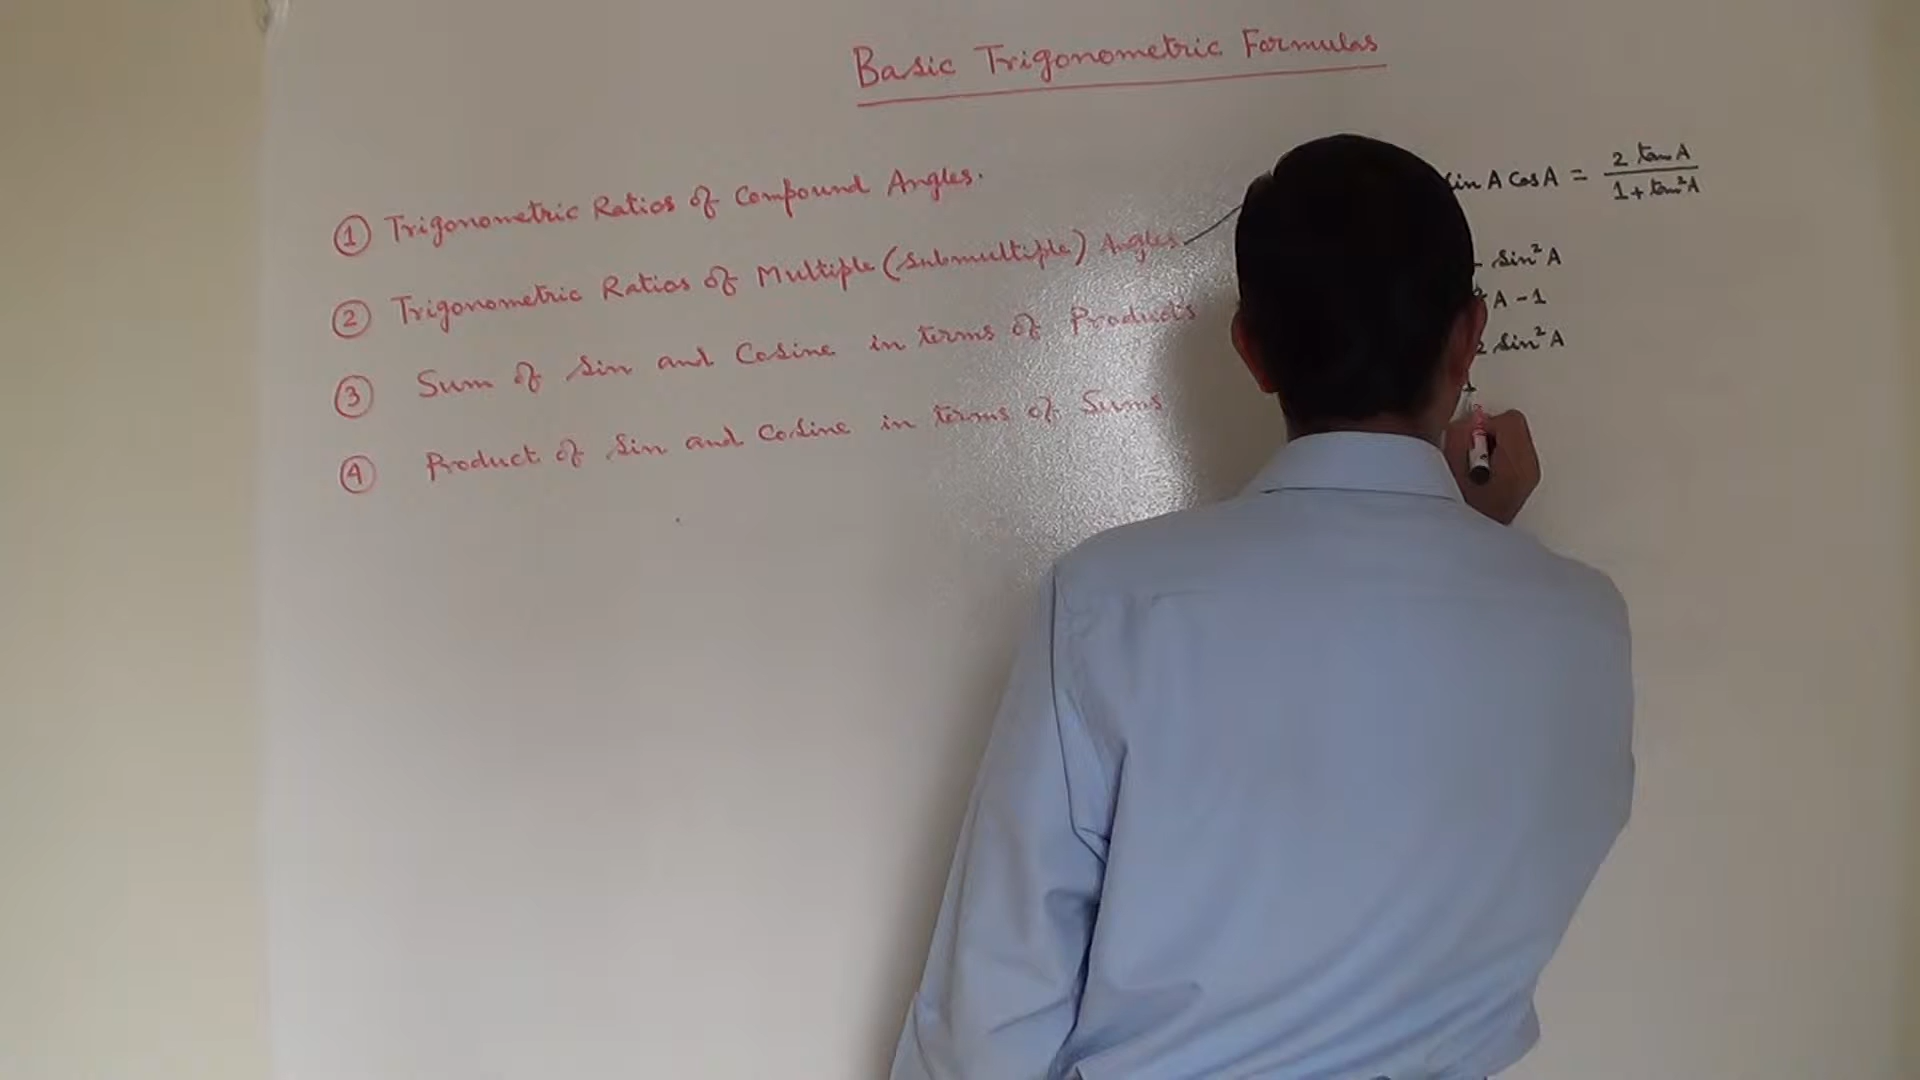 Basic Trigonometric Formulas
① Trigonometric Ratios of Compound Angles.
② Trigonometric Ratios of Multiple (Submultiple) Angles
③ Sum of Sin and Cosine in terms of Products
④ Product of Sin and Cosine in terms of Sums
Sin A Cos A = 2 tan A / 1 + tan²A
- Sin²A
²A - 1
2 Sin²A